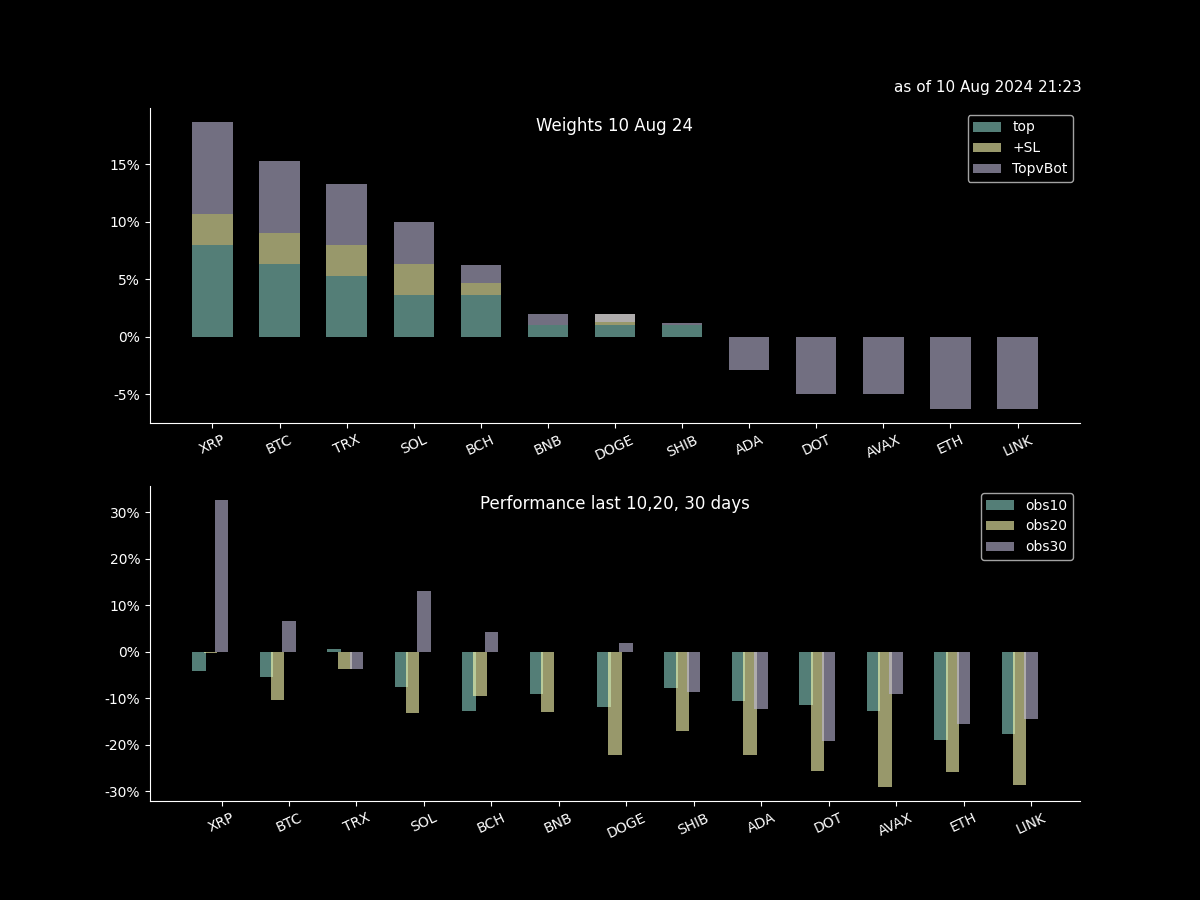 as of 10 Aug 2024 21:23
Weights 10 Aug 24
top
+SL
TopvBot
15%
10%
5%
0%
-5%
XRP BTC TRX SOL BCH BNB DOGE SHIB ADA DOT AVAX ETH LINK
Performance last 10,20, 30 days
obs10
obs20
obs30
30%
20%
10%
0%
-10%
-20%
-30%
XRP BTC TRX SOL BCH BNB DOGE SHIB ADA DOT AVAX ETH LINK